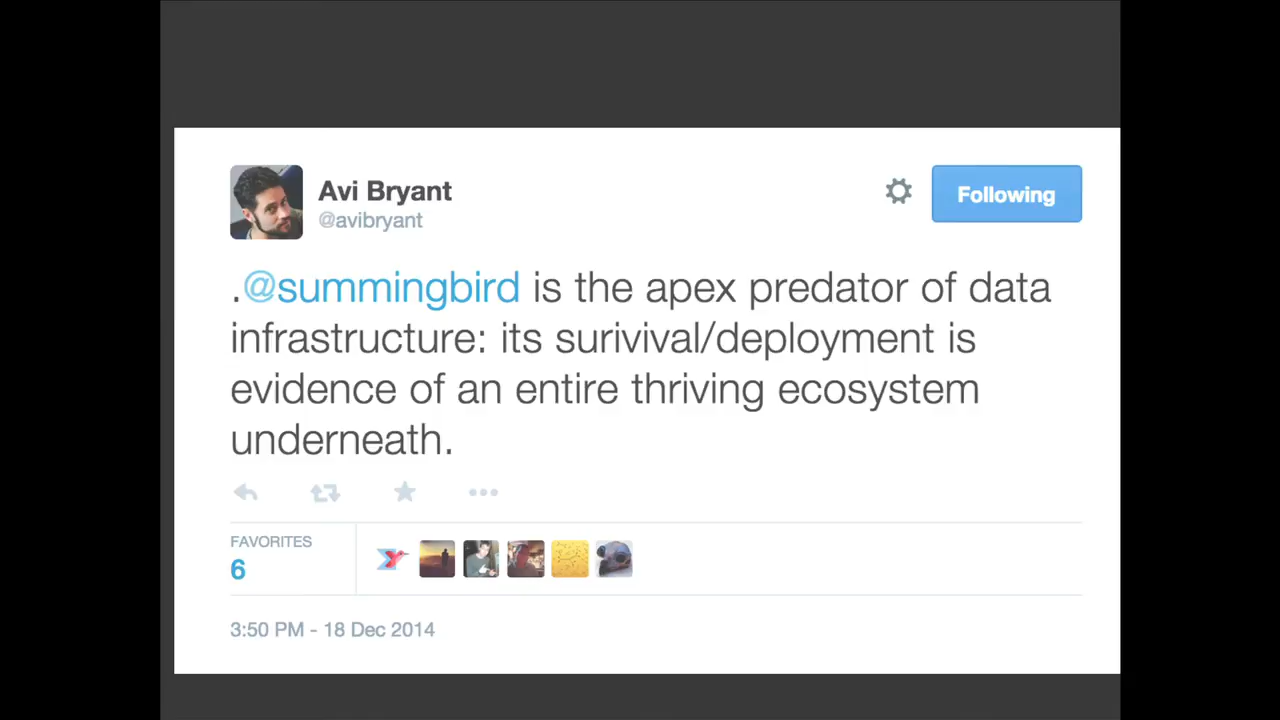 Avi Bryant
@avibryant
Following
.@summingbird is the apex predator of data
infrastructure: its surivival/deployment is
evidence of an entire thriving ecosystem
underneath.
FAVORITES
6
3:50 PM - 18 Dec 2014